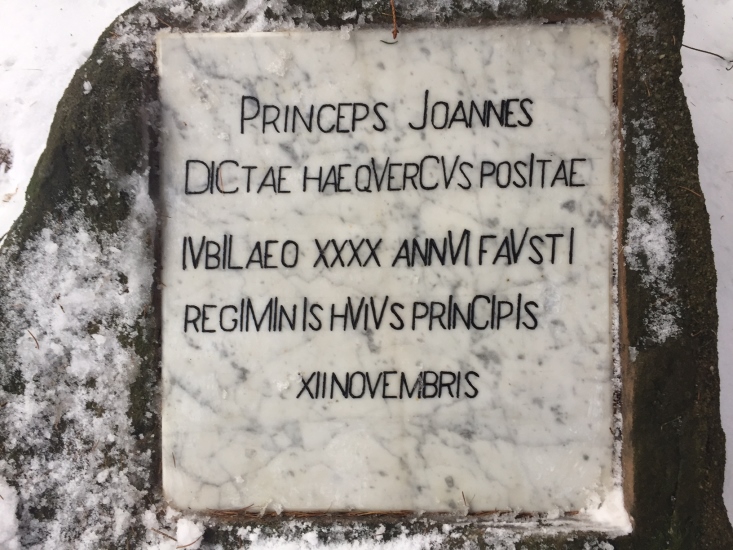 PRINCEPS JOANNES
DICTAE HAEQVERCVS POSITAE
IVBILAEO XXXX ANNVI FAVSTI
REGIMINIS HVIVS PRINCIPIS
XII NOVEMBRIS